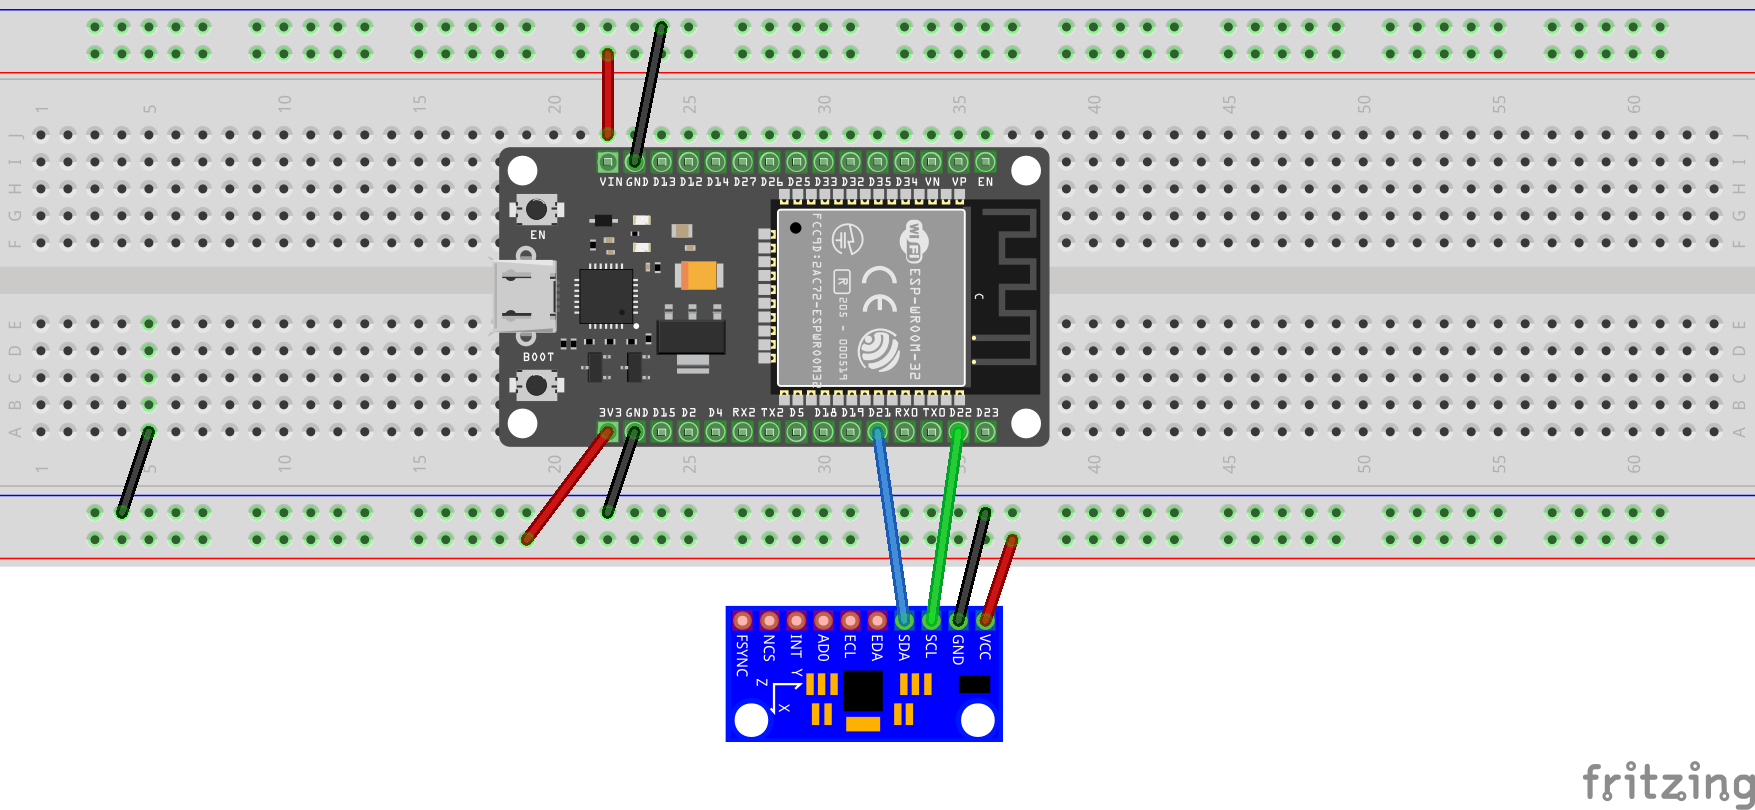 1 5 10 15 20 25 30 35 40 45 50 55 60
J J
I I
H H
G G
F F
VIN GND D13 D12 D14 D27 D26 D25 D33 D32 D35 D34 VN VP EN
EN
FCC9D:2AC72-ESPWROOM32
R 205 - 000519
CE
WiFi
ESP-WROOM-32
C
BOOT
3V3 GND D15 D2 D4 RX2 TX2 D5 D18 D19 D21 RX0 TX0 D22 D23
E E
D D
C C
B B
A A
1 5 10 15 20 25 30 35 40 45 50 55 60
FSYNC NCS INT AD0 ECL EDA SDA SCL GND VCC
Z Y
X
fritzing